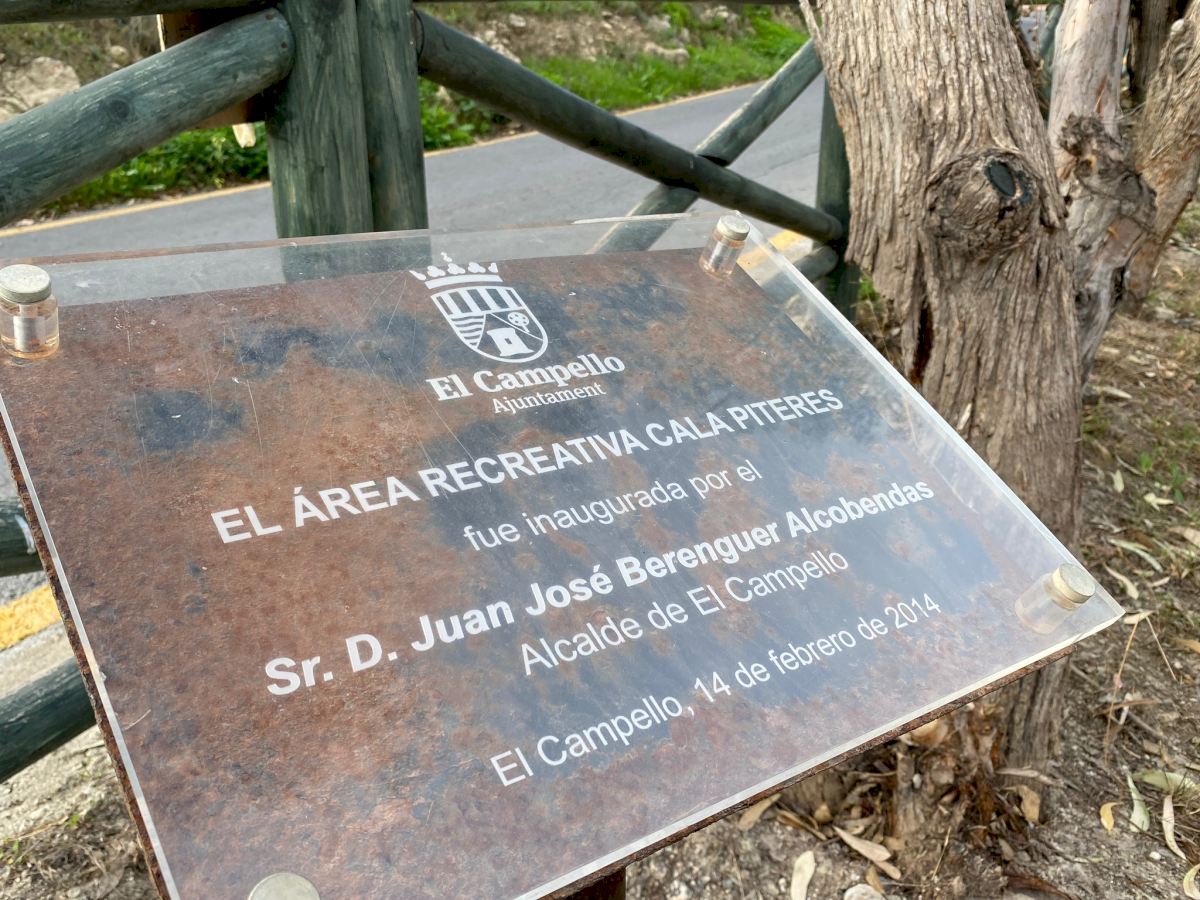 El Campello
Ajuntament
EL ÁREA RECREATIVA CALA PITERES
fue inaugurada por el
Sr. D. Juan José Berenguer Alcobendas
Alcalde de El Campello
El Campello, 14 de febrero de 2014